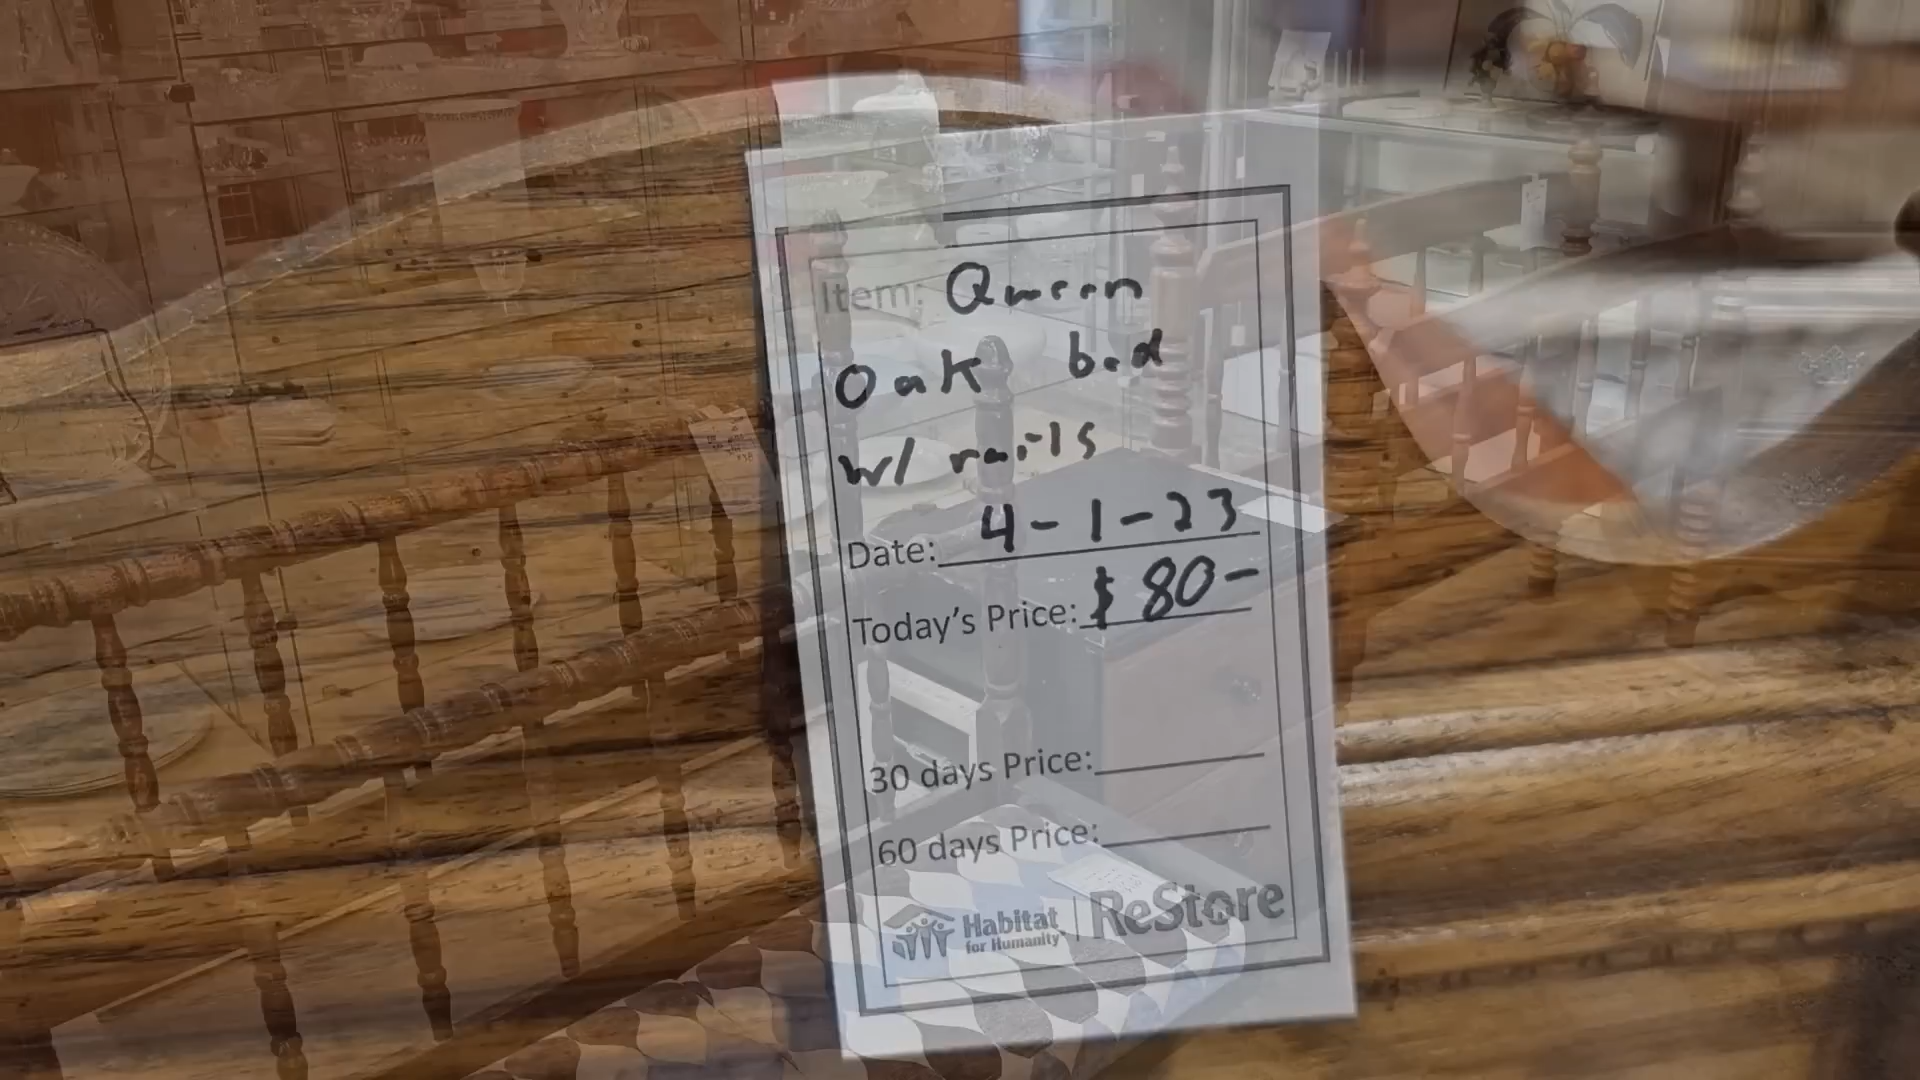 Item: Queen
Oak bed
w/ rails
Date: 4-1-23
Today's Price: $80-
30 days Price:
60 days Price:
Habitat for Humanity | ReStore